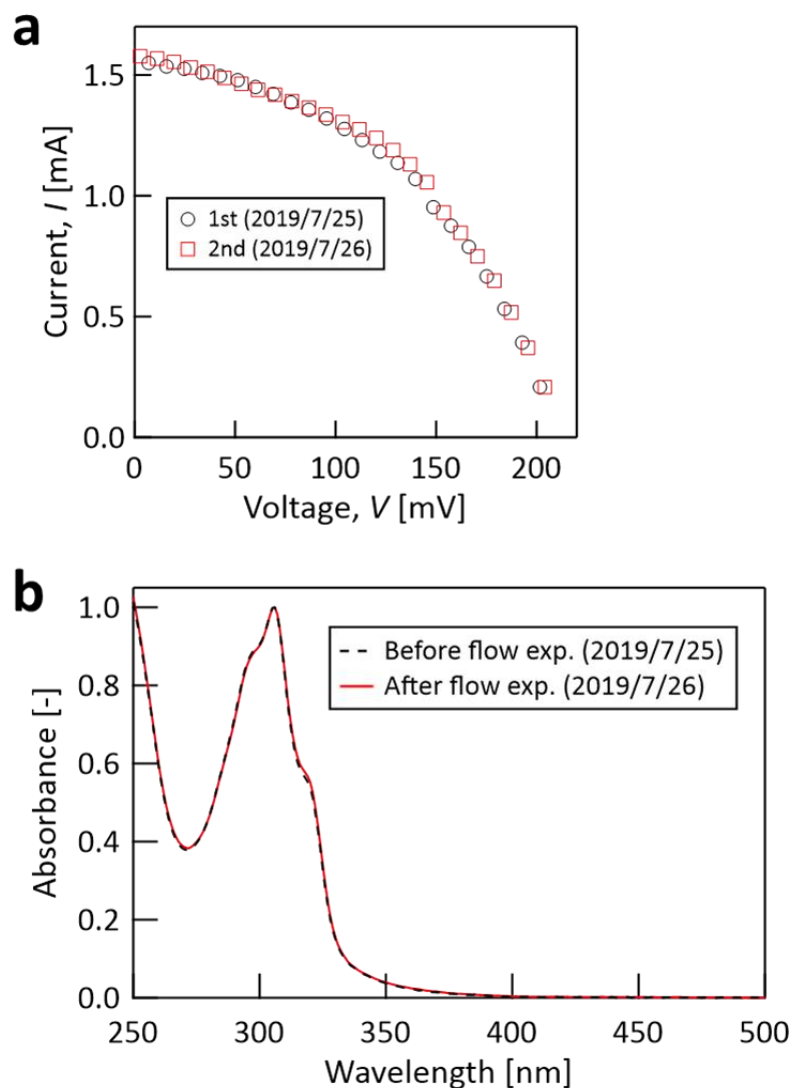 a
1.5
1.0
0.5
0.0
Current, I [mA]
1st (2019/7/25)
2nd (2019/7/26)
0 50 100 150 200
Voltage, V [mV]
b
1.0
0.8
0.6
0.4
0.2
0.0
Absorbance [-]
Before flow exp. (2019/7/25)
After flow exp. (2019/7/26)
250 300 350 400 450 500
Wavelength [nm]